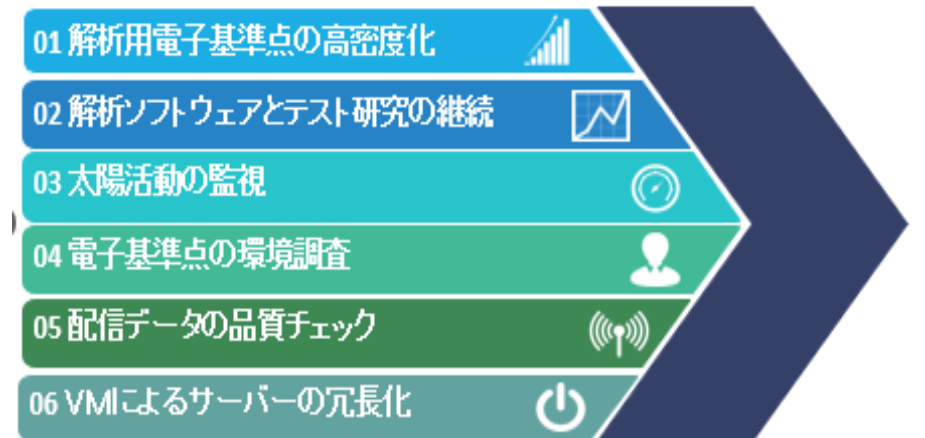 01 解析用電子基準点の高密度化
02 解析ソフトウェアとテスト研究の継続
03 太陽活動の監視
04 電子基準点の環境調査
05 配信データの品質チェック
06 VMIによるサーバーの冗長化